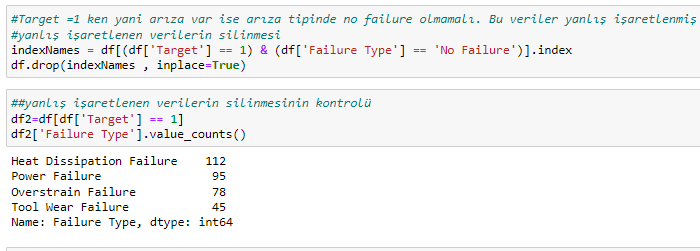 #Target =1 ken yani arıza var ise arıza tipinde no failure olmamalı. Bu veriler yanlış işaretlenmiş
#yanlış işaretlenen verilerin silinmesi
indexNames = df[(df['Target'] == 1) & (df['Failure Type'] == 'No Failure')].index
df.drop(indexNames , inplace=True)
##yanlış işaretlenen verilerin silinmesinin kontrolü
df2=df[df['Target'] == 1]
df2['Failure Type'].value_counts()
Heat Dissipation Failure    112
Power Failure                95
Overstrain Failure           78
Tool Wear Failure            45
Name: Failure Type, dtype: int64